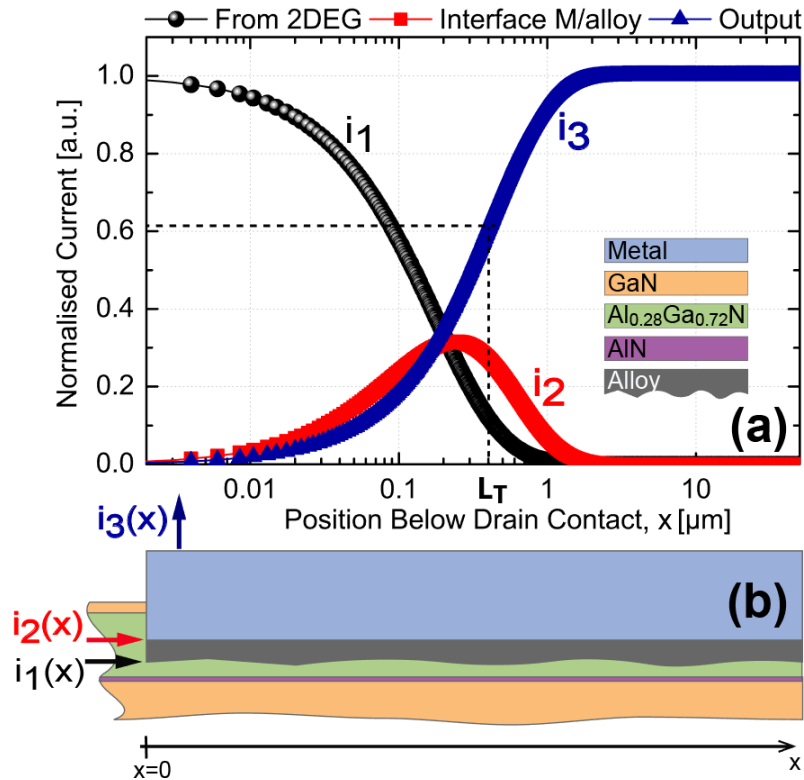 From 2DEG Interface M/alloy Output
Normalised Current [a.u.]
1.0
0.8
0.6
0.4
0.2
0.0
i1
i3
i2
Metal
GaN
Al0.28Ga0.72N
AlN
Alloy
(a)
0.01 0.1 LT 1 10
Position Below Drain Contact, x [µm]
i3(x)
(b)
i2(x)
i1(x)
x=0 x